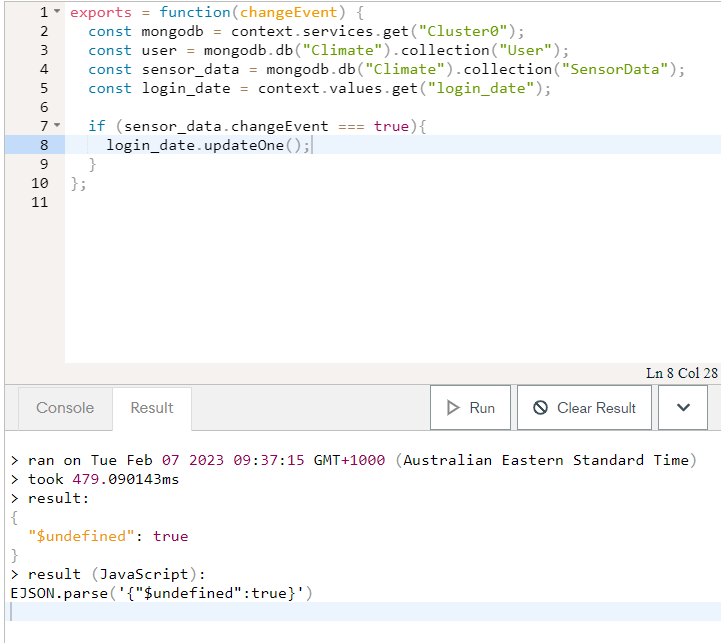 1 exports = function(changeEvent) {
2   const mongodb = context.services.get("Cluster0");
3   const user = mongodb.db("Climate").collection("User");
4   const sensor_data = mongodb.db("Climate").collection("SensorData");
5   const login_date = context.values.get("login_date");
6
7   if (sensor_data.changeEvent === true){
8     login_date.updateOne();
9   }
10 };
11
Ln 8 Col 28
Console Result Run Clear Result
> ran on Tue Feb 07 2023 09:37:15 GMT+1000 (Australian Eastern Standard Time)
> took 479.090143ms
> result:
{
  "$undefined": true
}
> result (JavaScript):
EJSON.parse('{"$undefined":true}')